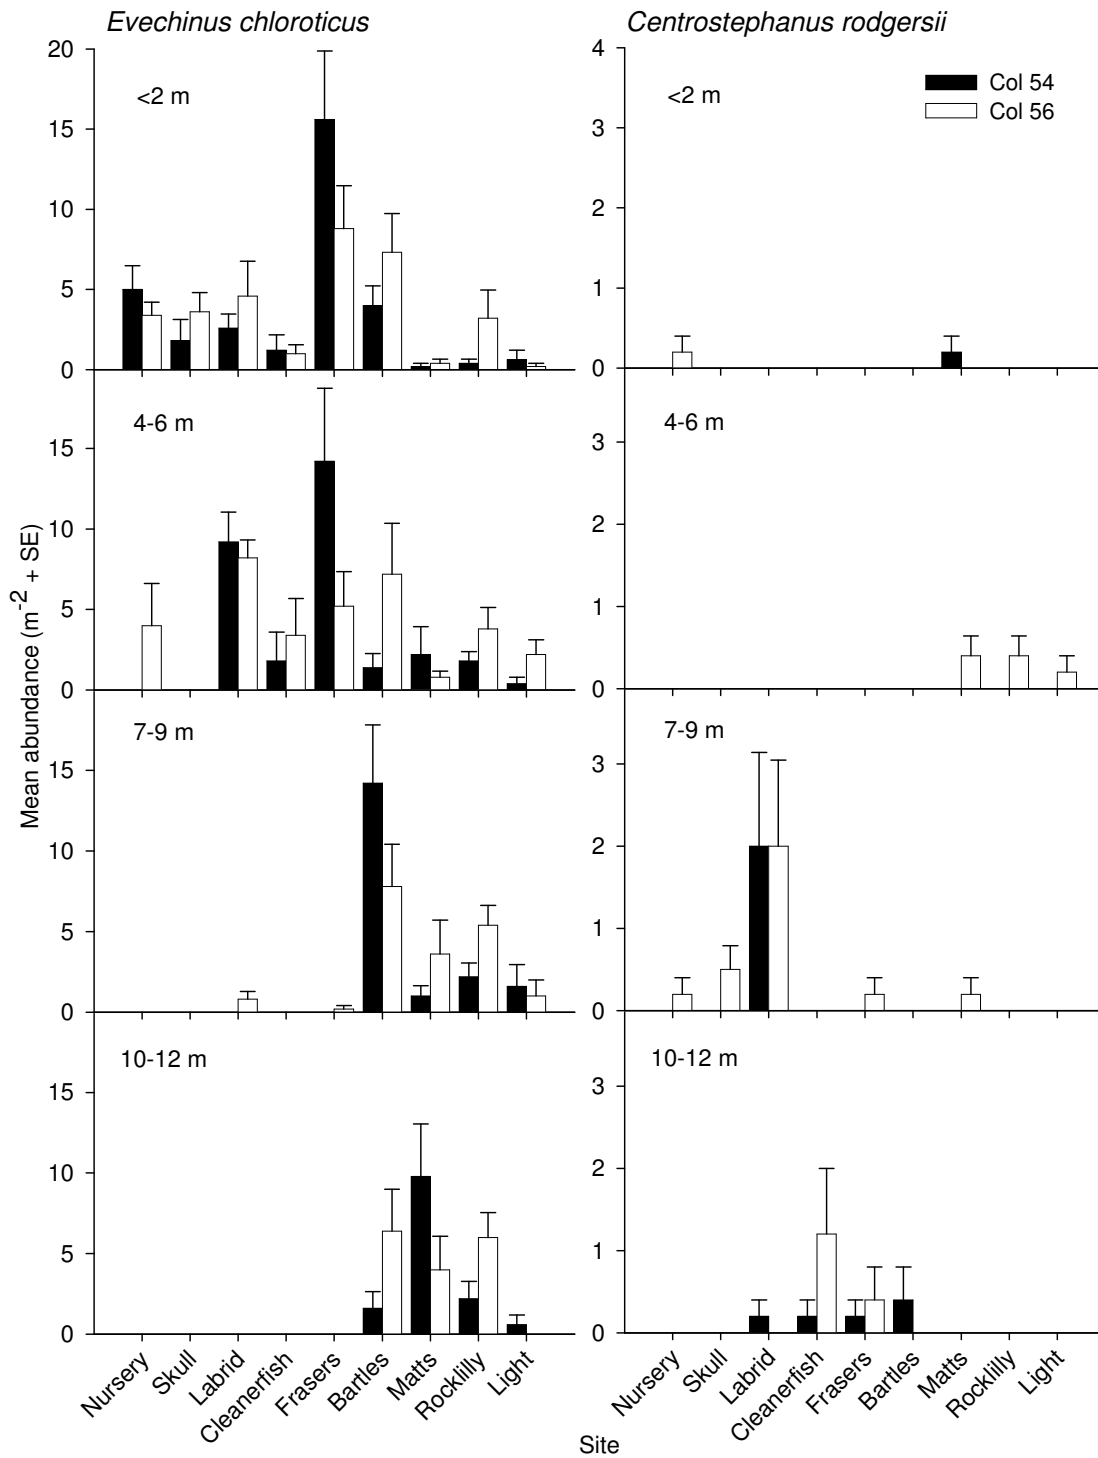 Evechinus chloroticus
Centrostephanus rodgersii
<2 m
20
15
10
5
0
<2 m
Col 54
Col 56
4
3
2
1
0
4-6 m
15
10
5
0
4-6 m
3
2
1
0
7-9 m
15
10
5
0
7-9 m
3
2
1
0
10-12 m
15
10
5
0
10-12 m
3
2
1
0
Mean abundance (m-2 + SE)
Nursery
Skull
Labrid
Cleanerfish
Frasers
Bartles
Matts
Rocklilly
Light
Nursery
Skull
Labrid
Cleanerfish
Frasers
Bartles
Matts
Rocklilly
Light
Site